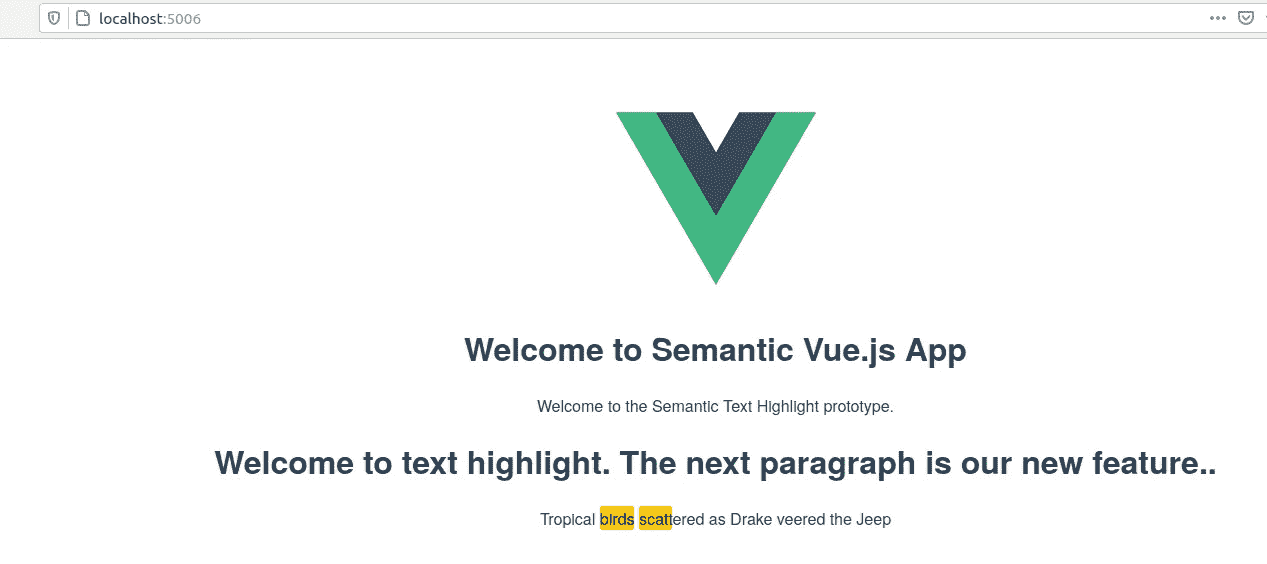 localhost:5006
Welcome to Semantic Vue.js App
Welcome to the Semantic Text Highlight prototype.
Welcome to text highlight. The next paragraph is our new feature..
Tropical birds scattered as Drake veered the Jeep